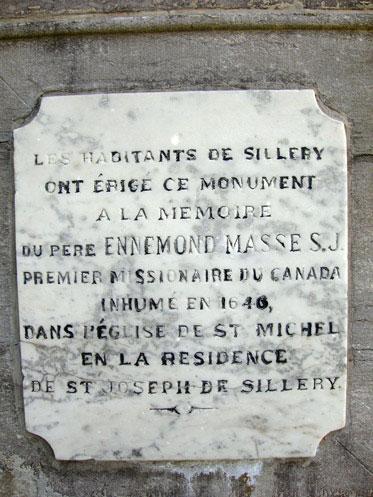 LES HABITANTS DE SILLERY
ONT ÉRIGÉ CE MONUMENT
A LA MEMOIRE
DU PERE ENNEMOND MASSE S.J.
PREMIER MISSIONAIRE DU CANADA
INHUMÉ EN 1646,
DANS L'ÉGLISE DE ST MICHEL
EN LA RESIDENCE
DE ST JOSEPH DE SILLERY.